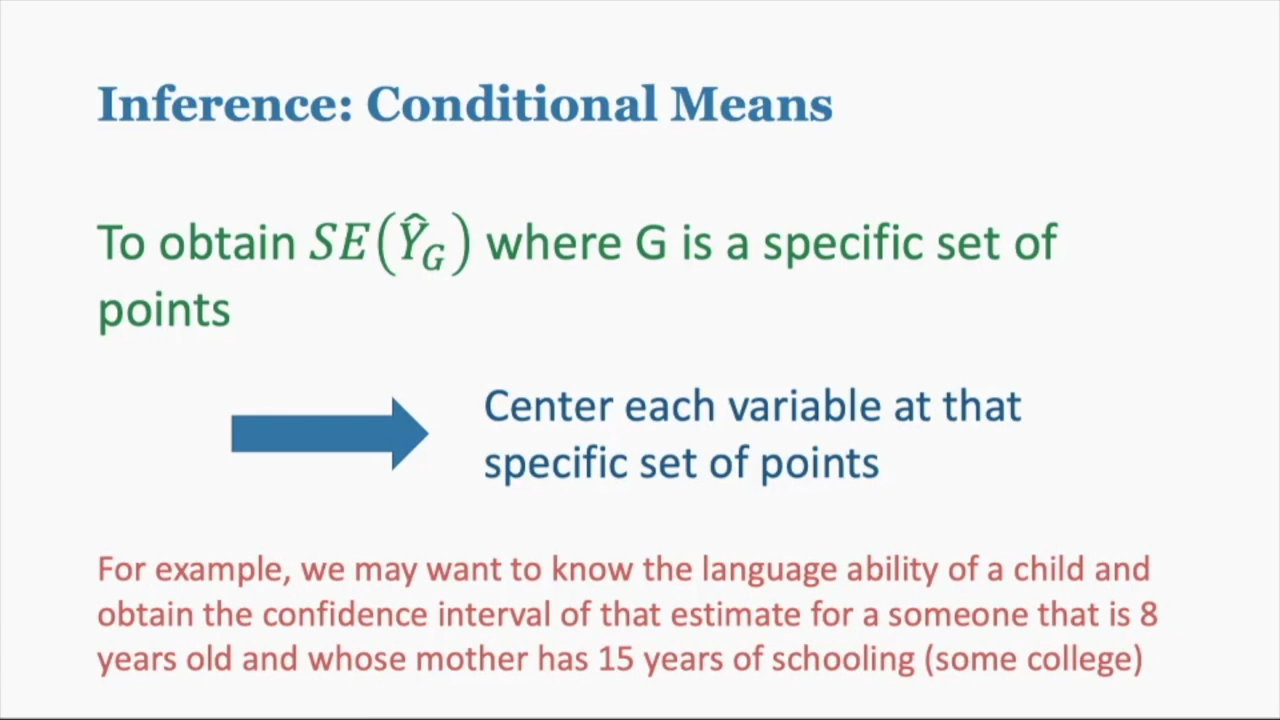 Inference: Conditional Means
To obtain 𝑆𝐸(Ŷ_G) where G is a specific set of
points
Center each variable at that
specific set of points
For example, we may want to know the language ability of a child and
obtain the confidence interval of that estimate for a someone that is 8
years old and whose mother has 15 years of schooling (some college)